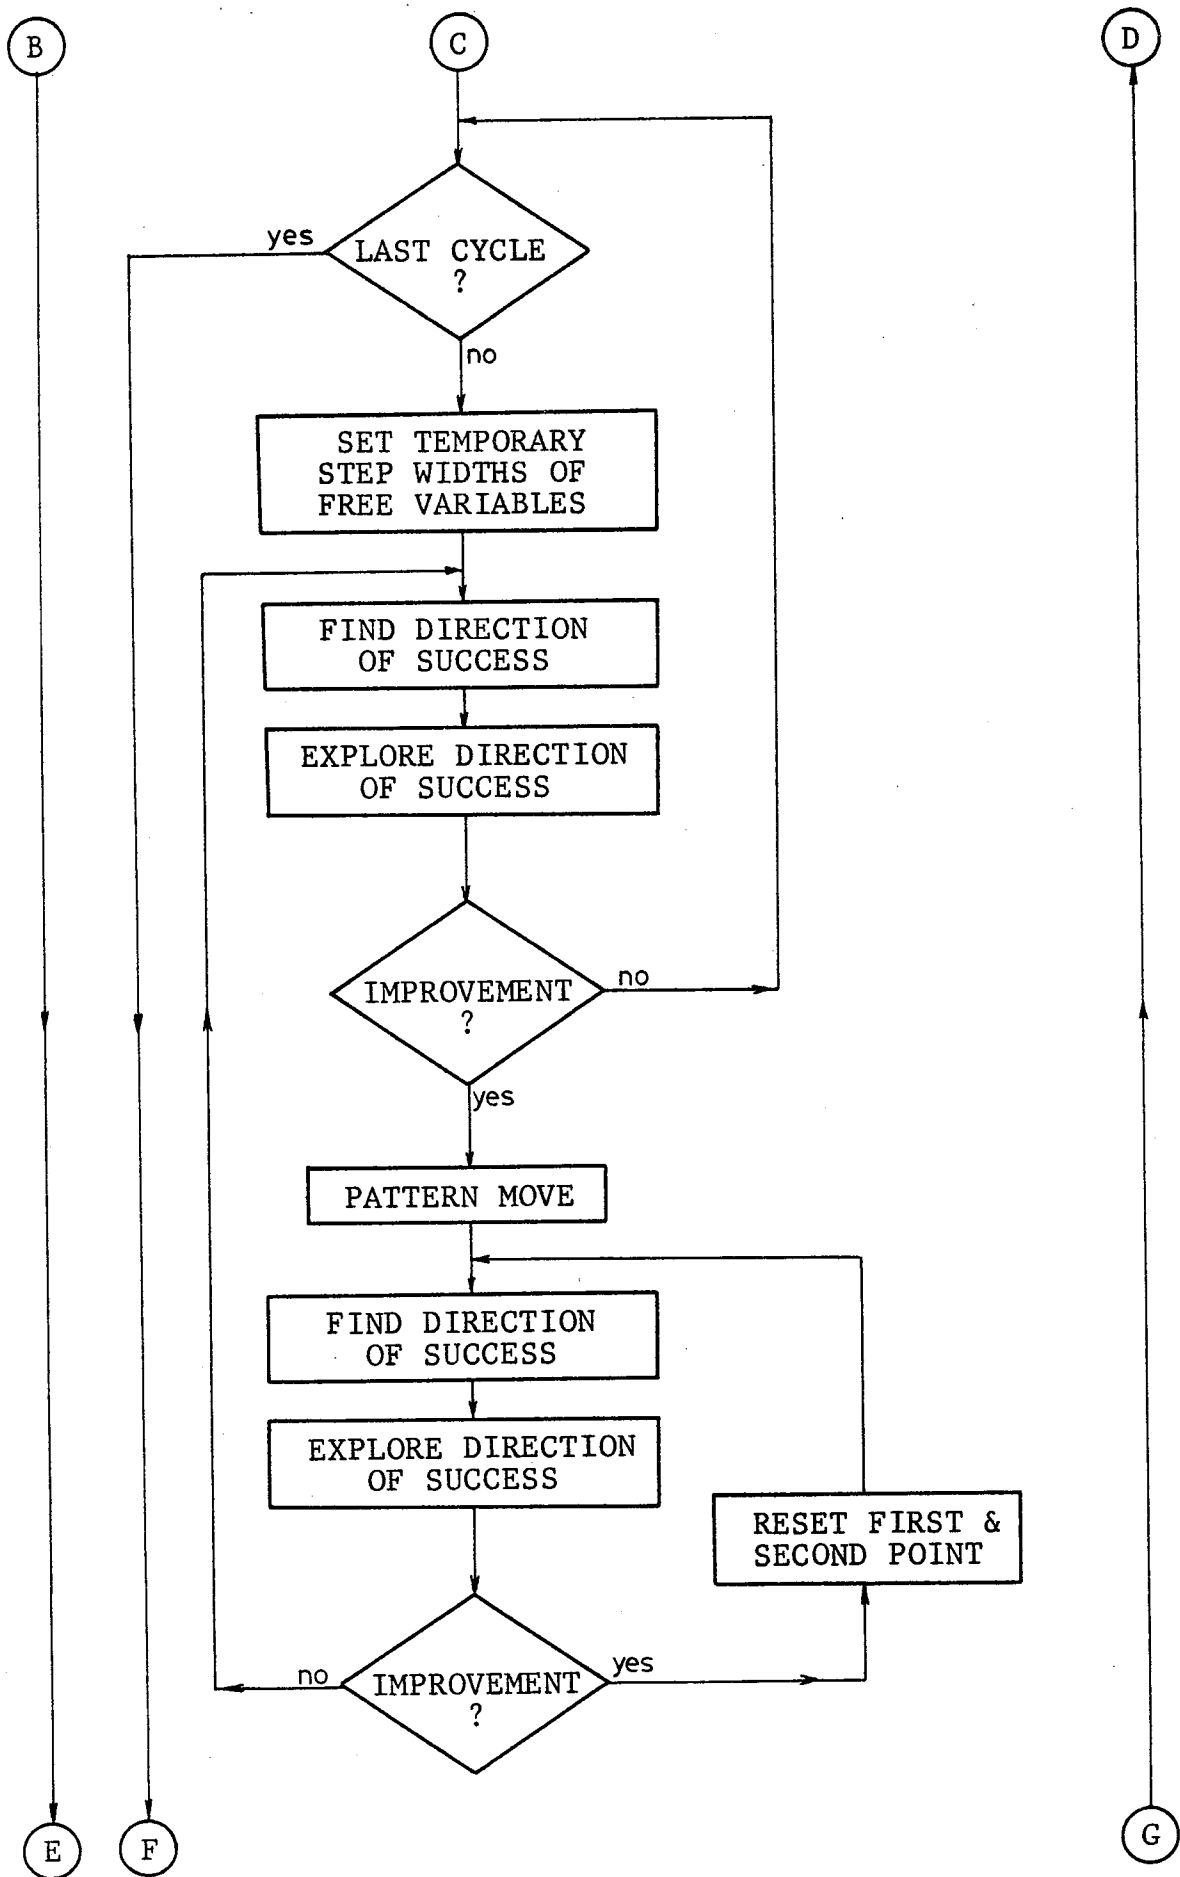 B
C
D
yes
LAST CYCLE
?
no
SET TEMPORARY
STEP WIDTHS OF
FREE VARIABLES
FIND DIRECTION
OF SUCCESS
EXPLORE DIRECTION
OF SUCCESS
IMPROVEMENT
?
no
yes
PATTERN MOVE
FIND DIRECTION
OF SUCCESS
EXPLORE DIRECTION
OF SUCCESS
RESET FIRST &
SECOND POINT
no
IMPROVEMENT
?
yes
E
F
G